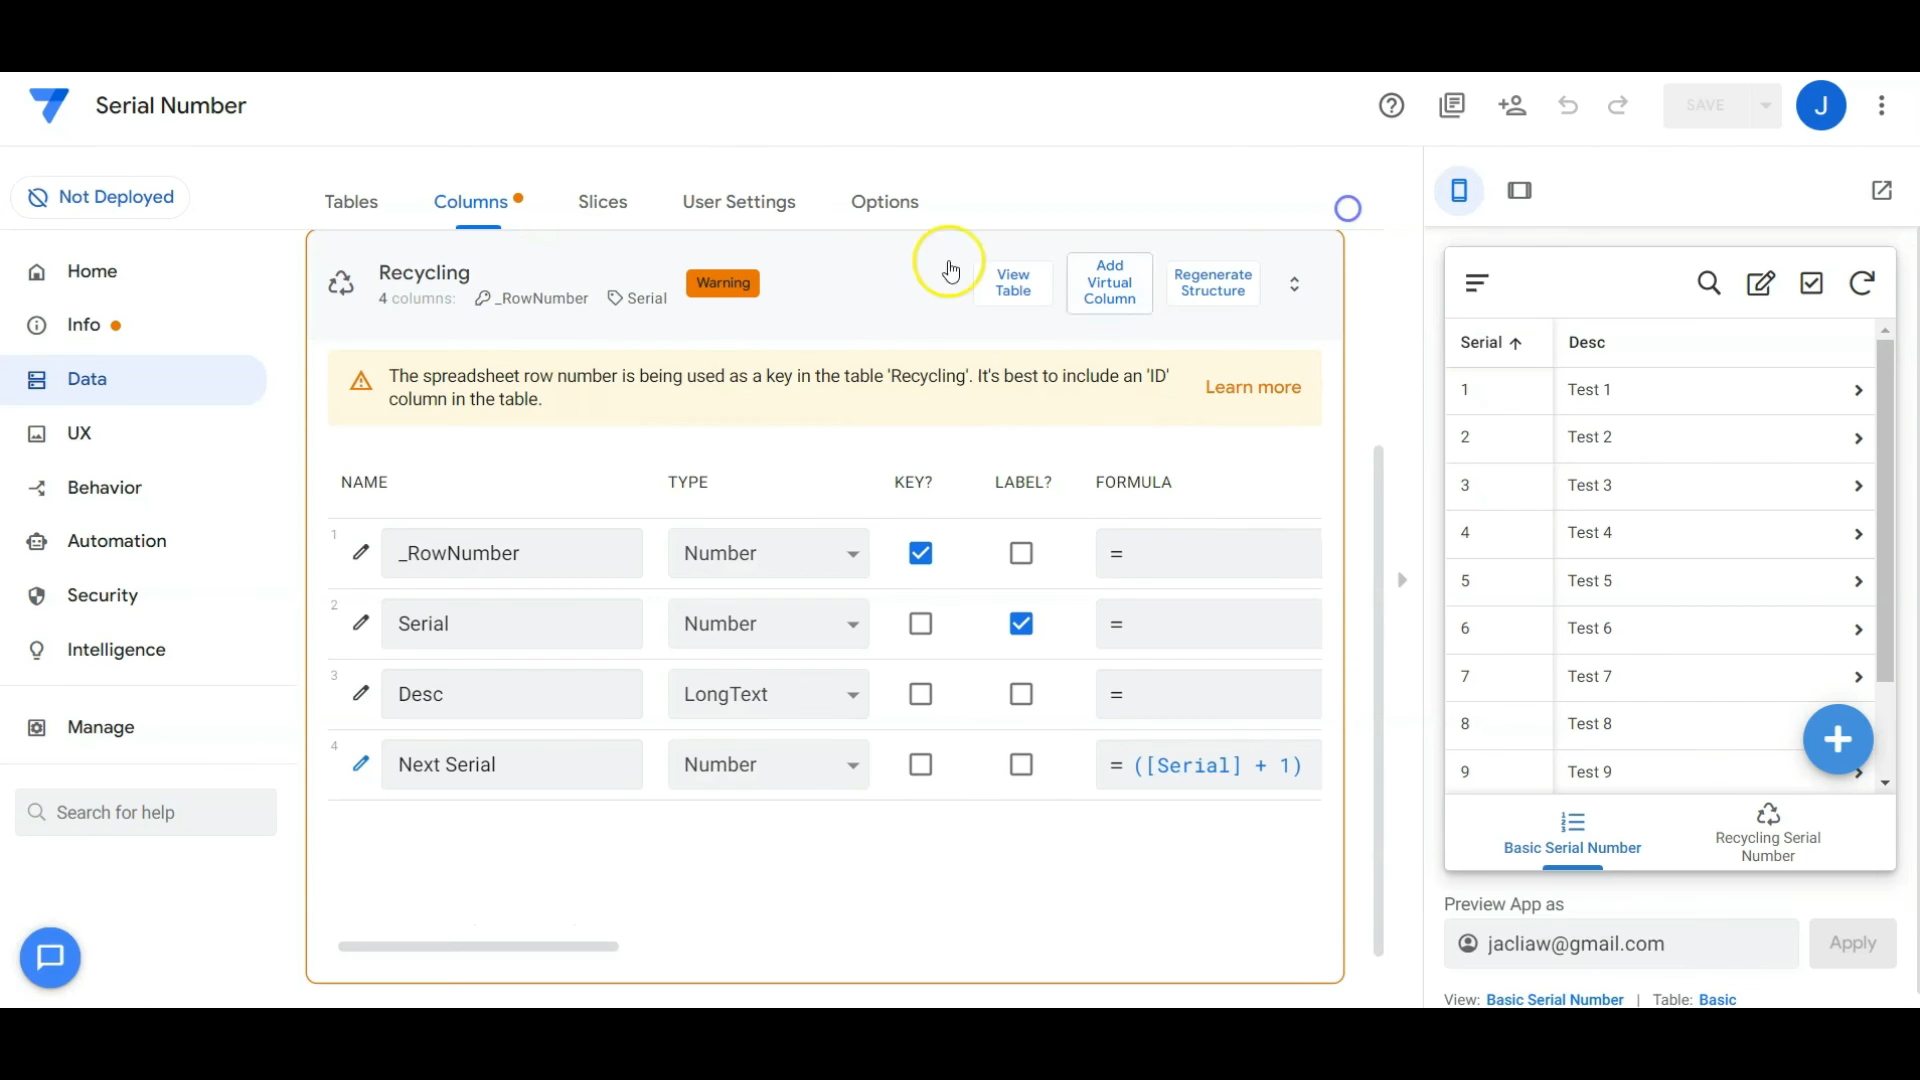 Serial Number
SAVE
J
Not Deployed
Tables
Columns
Slices
User Settings
Options
Home
Info
Data
UX
Behavior
Automation
Security
Intelligence
Manage
Search for help
Recycling
4 columns: _RowNumber Serial
Warning
View
Table
Add
Virtual
Column
Regenerate
Structure
The spreadsheet row number is being used as a key in the table 'Recycling'. It's best to include an 'ID'
column in the table.
Learn more
NAME TYPE KEY? LABEL? FORMULA
1 _RowNumber Number =
2 Serial Number =
3 Desc LongText =
4 Next Serial Number = ([Serial] + 1)
Serial Desc
1 Test 1
2 Test 2
3 Test 3
4 Test 4
5 Test 5
6 Test 6
7 Test 7
8 Test 8
9 Test 9
Basic Serial Number
Recycling Serial
Number
Preview App as
jacliaw@gmail.com
Apply
View: Basic Serial Number | Table: Basic